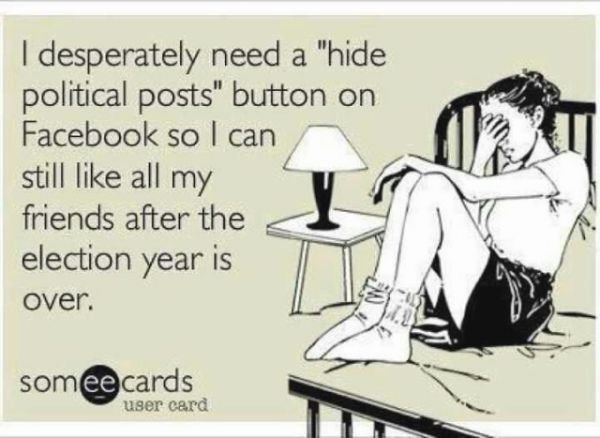 I desperately need a "hide
political posts" button on
Facebook so I can
still like all my
friends after the
election year is
over.
someecards
user card